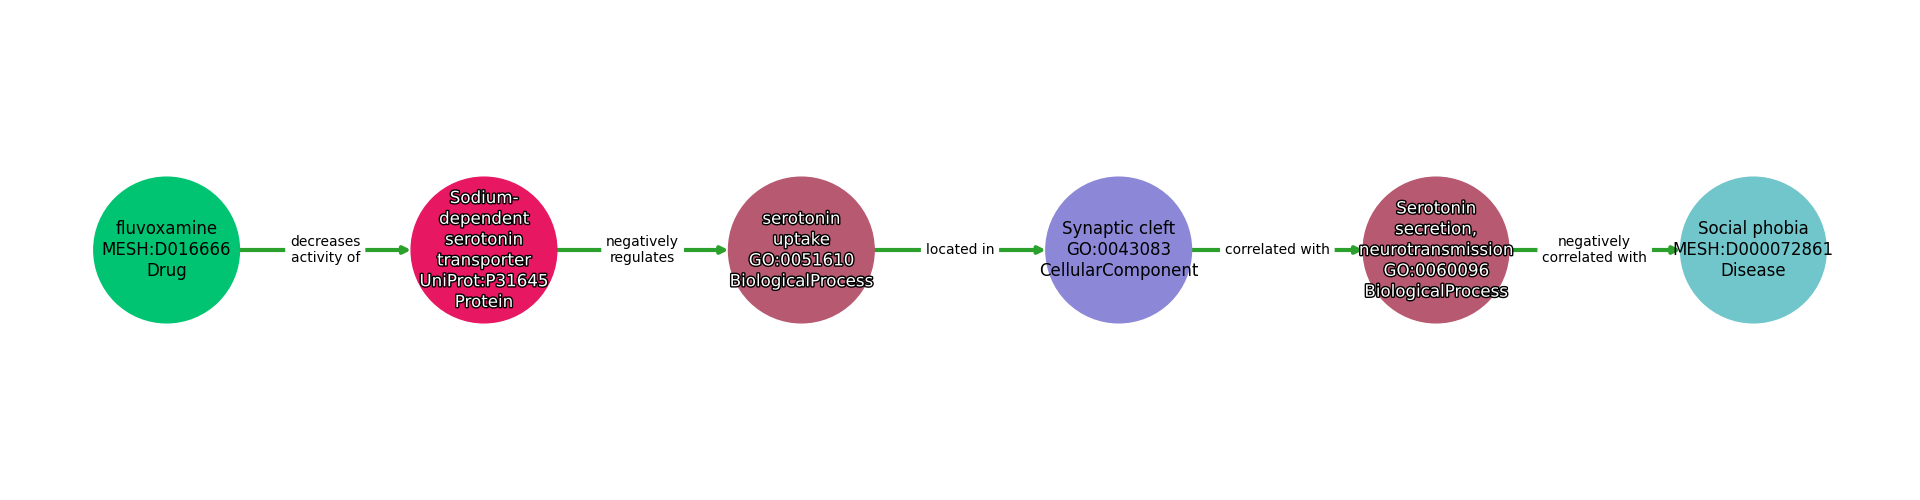 fluvoxamine
MESH:D016666
Drug
decreases
activity of
Sodium-
dependent
serotonin
transporter
UniProt:P31645
Protein
negatively
regulates
serotonin
uptake
GO:0051610
BiologicalProcess
located in
Synaptic cleft
GO:0043083
CellularComponent
correlated with
Serotonin
secretion,
neurotransmission
GO:0060096
BiologicalProcess
negatively
correlated with
Social phobia
MESH:D000072861
Disease